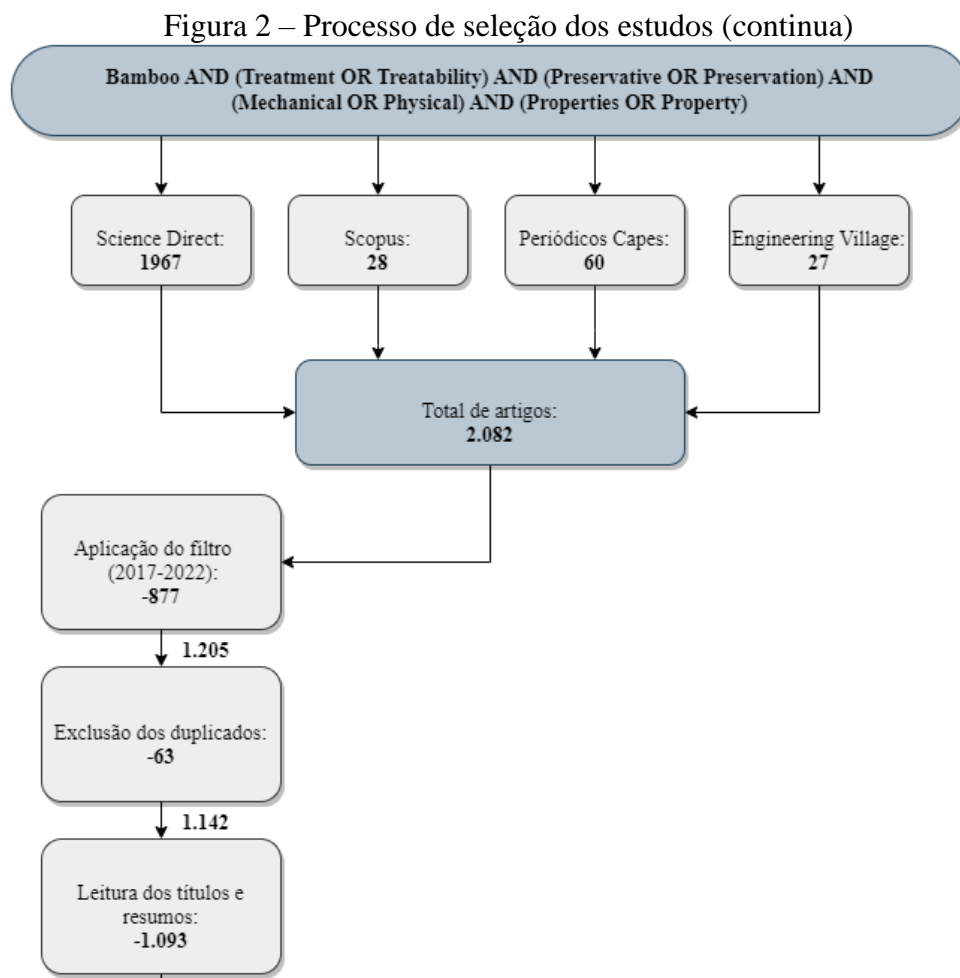 Figura 2 – Processo de seleção dos estudos (continua)
Bamboo AND (Treatment OR Treatability) AND (Preservative OR Preservation) AND
(Mechanical OR Physical) AND (Properties OR Property)
Science Direct:
1967
Scopus:
28
Periódicos Capes:
60
Engineering Village:
27
Total de artigos:
2.082
Aplicação do filtro
(2017-2022):
-877
1.205
Exclusão dos duplicados:
-63
1.142
Leitura dos títulos e
resumos:
-1.093